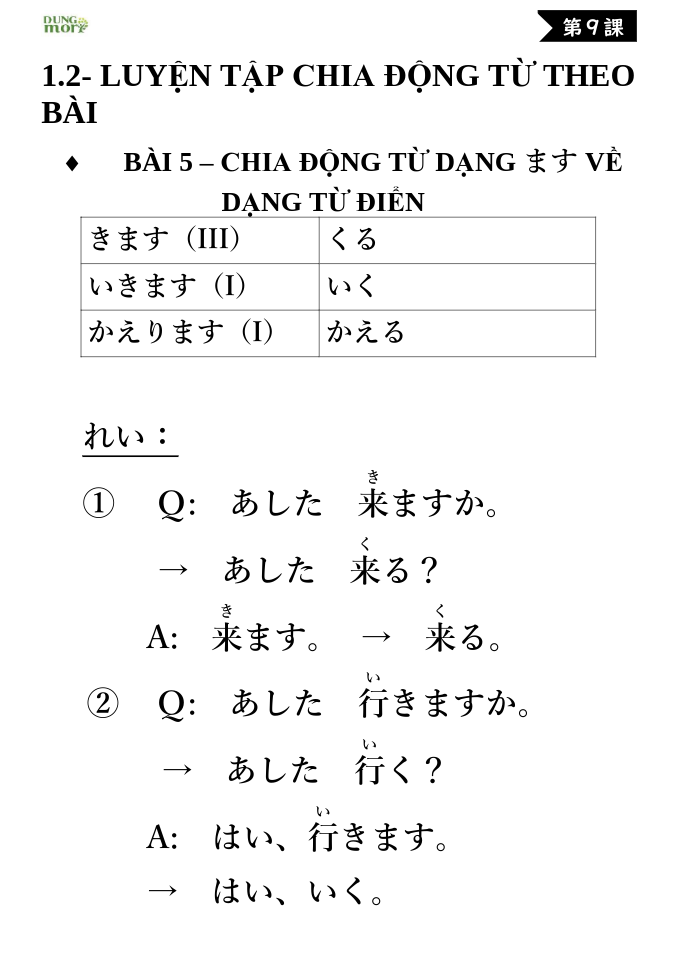 DUNG
mori
第9課
1.2- LUYỆN TẬP CHIA ĐỘNG TỪ THEO
BÀI
♦ BÀI 5 – CHIA ĐỘNG TỪ DẠNG ます VỀ
DẠNG TỪ ĐIỂN
きます（III） くる
いきます（I） いく
かえります（I） かえる
れい：
き
① Q: あした 来ますか。
く
→ あした 来る？
き く
A: 来ます。 → 来る。
い
② Q: あした 行きますか。
い
→ あした 行く？
い
A: はい、行きます。
→ はい、いく。